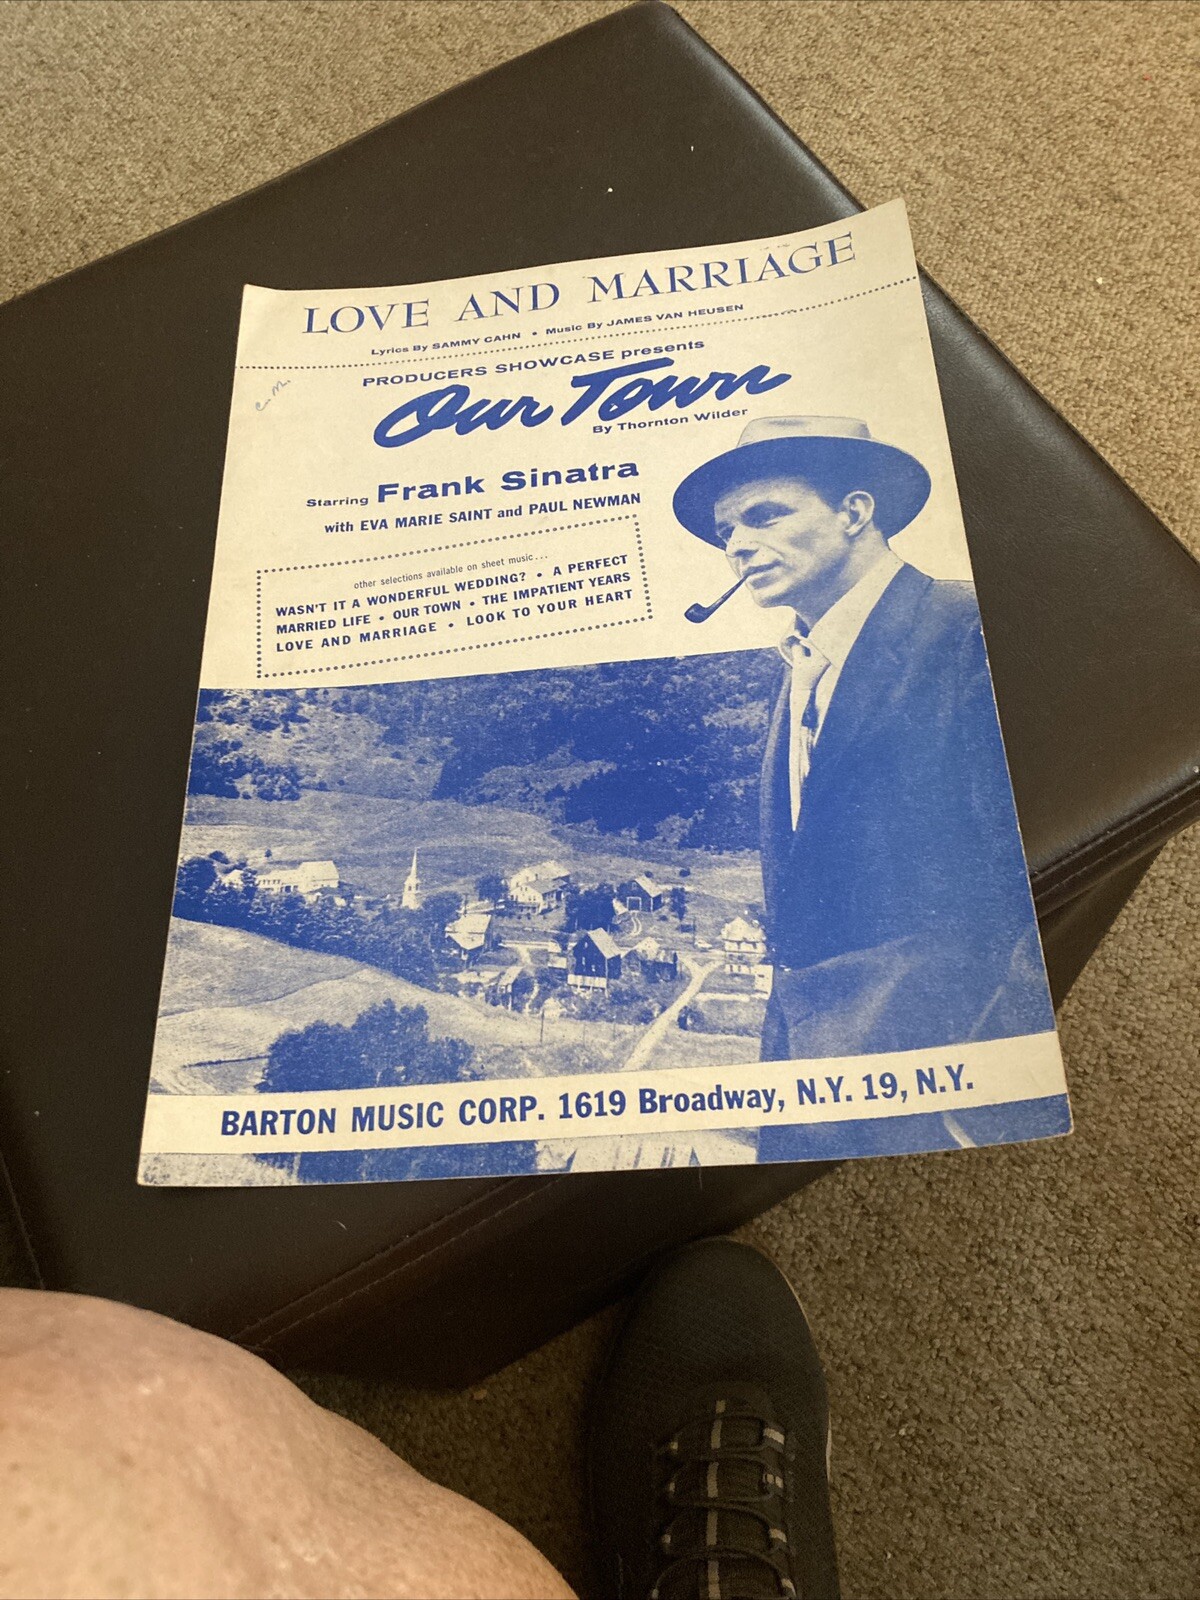 LOVE AND MARRIAGE
Lyrics By SAMMY CAHN • Music By JAMES VAN HEUSEN
PRODUCERS SHOWCASE presents
Our Town
By Thornton Wilder
Starring Frank Sinatra
with EVA MARIE SAINT and PAUL NEWMAN
other selections available on sheet music...
WASN'T IT A WONDERFUL WEDDING? • A PERFECT
MARRIED LIFE • OUR TOWN • THE IMPATIENT YEARS
LOVE AND MARRIAGE • LOOK TO YOUR HEART
BARTON MUSIC CORP. 1619 Broadway, N.Y. 19, N.Y.